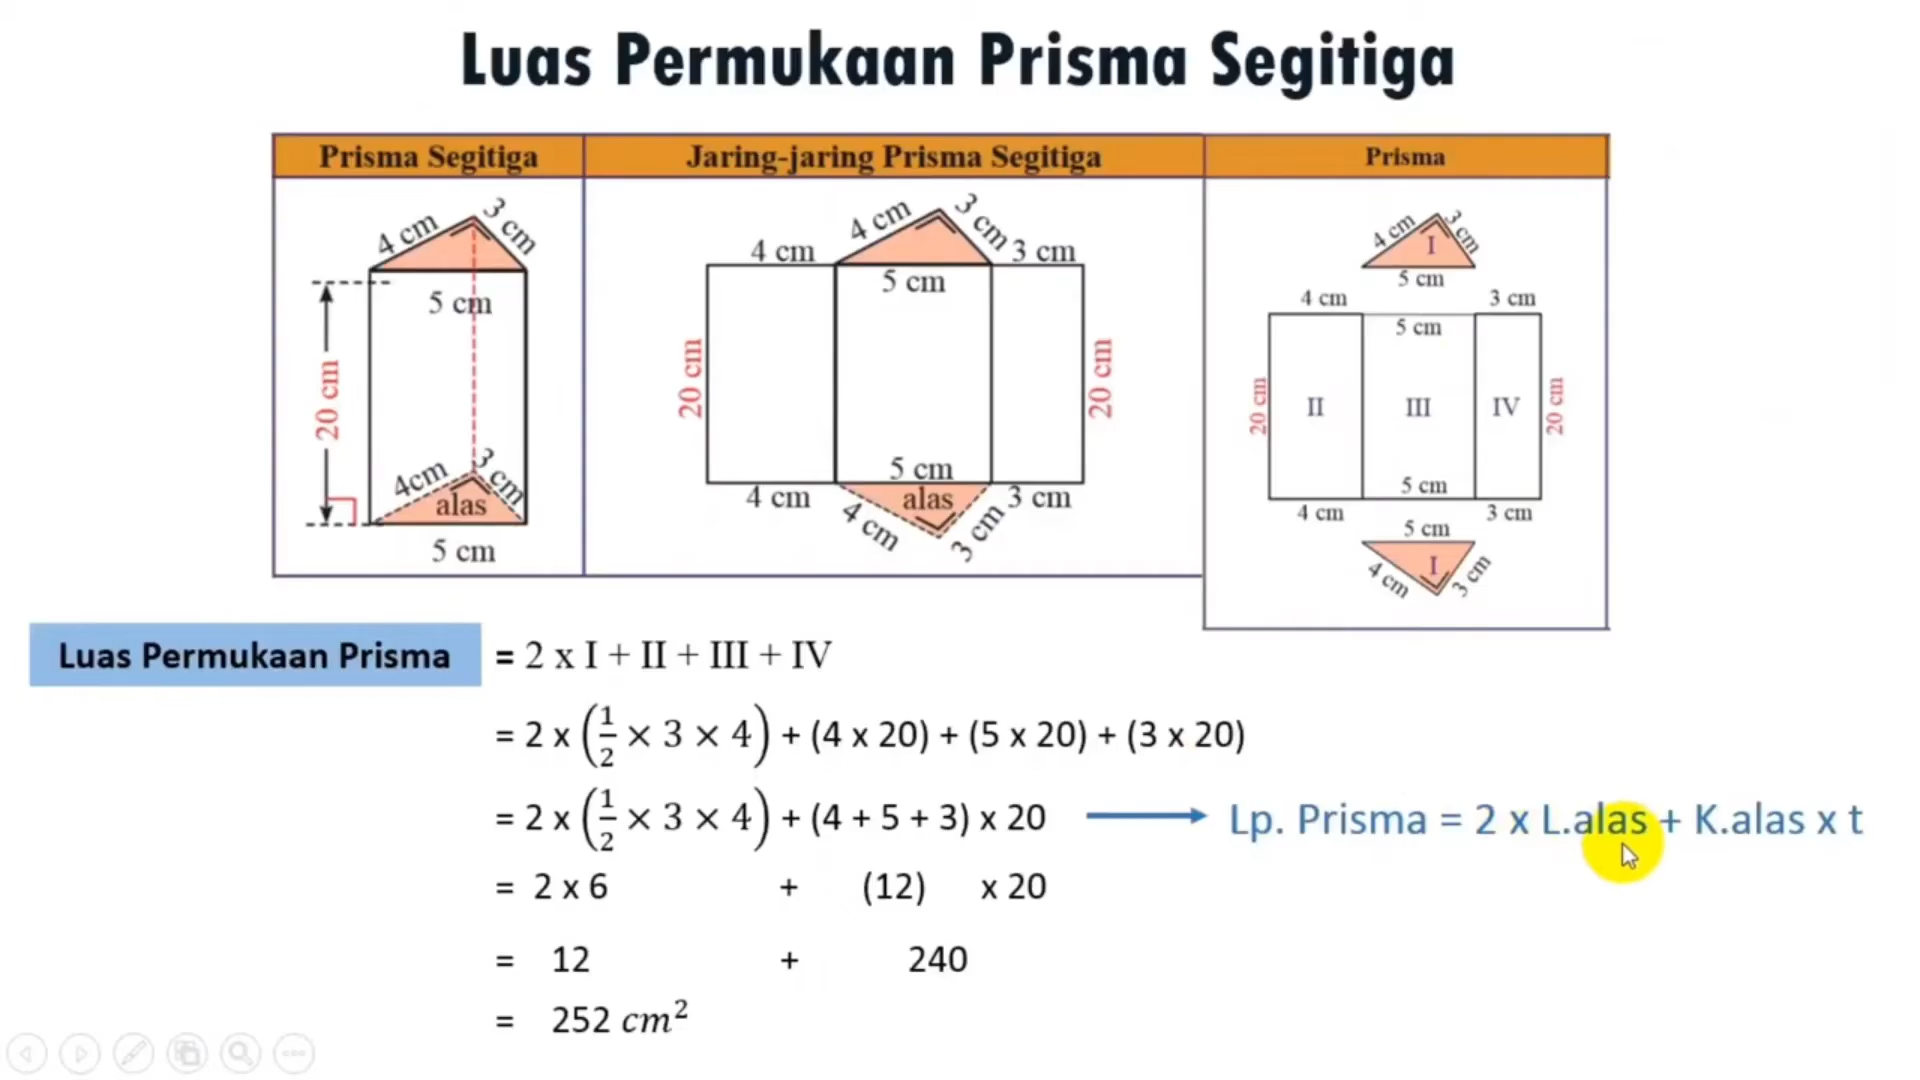 Luas Permukaan Prisma Segitiga
Prisma Segitiga
Jaring-jaring Prisma Segitiga
Prisma
4 cm
3 cm
5 cm
20 cm
4cm
3 cm
alas
5 cm
4 cm
4 cm
3 cm
3 cm
5 cm
20 cm
20 cm
5 cm
4 cm
alas
3 cm
4 cm
3 cm
4 cm
3 cm
I
5 cm
4 cm
3 cm
5 cm
20 cm
II
III
IV
20 cm
5 cm
4 cm
3 cm
5 cm
I
4 cm
3 cm
Luas Permukaan Prisma = 2 x I + II + III + IV
= 2 x (1/2 × 3 × 4) + (4 x 20) + (5 x 20) + (3 x 20)
= 2 x (1/2 × 3 × 4) + (4 + 5 + 3) x 20
Lp. Prisma = 2 x L.alas + K.alas x t
= 2 x 6 + (12) x 20
= 12 + 240
= 252 cm²